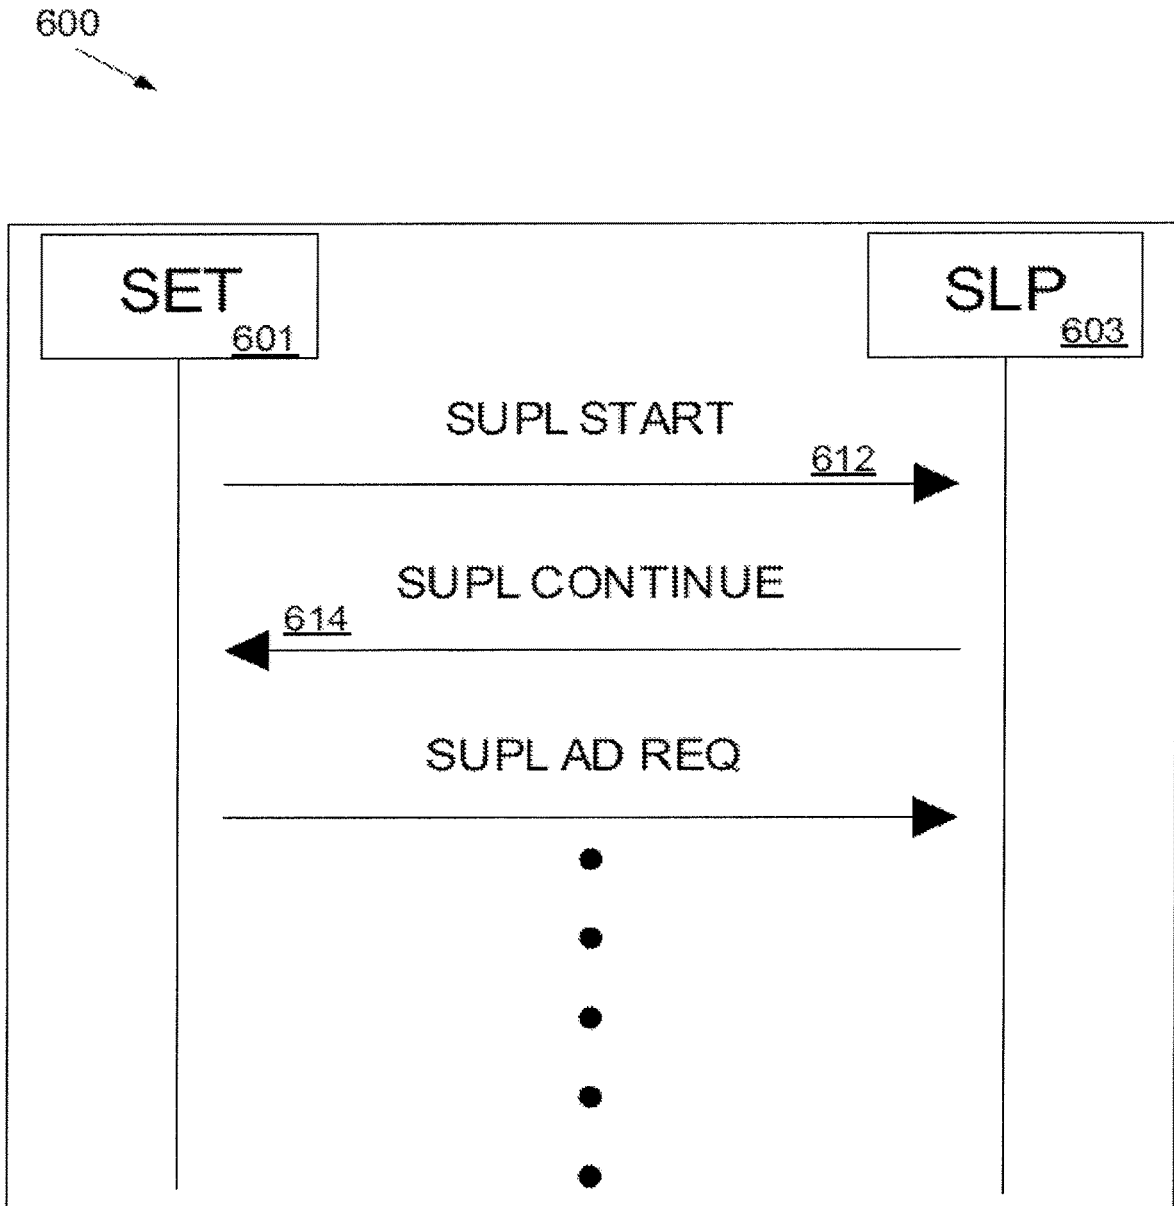 600
SET
601
SLP
603
SUPL START
612
SUPL CONTINUE
614
SUPL AD REQ